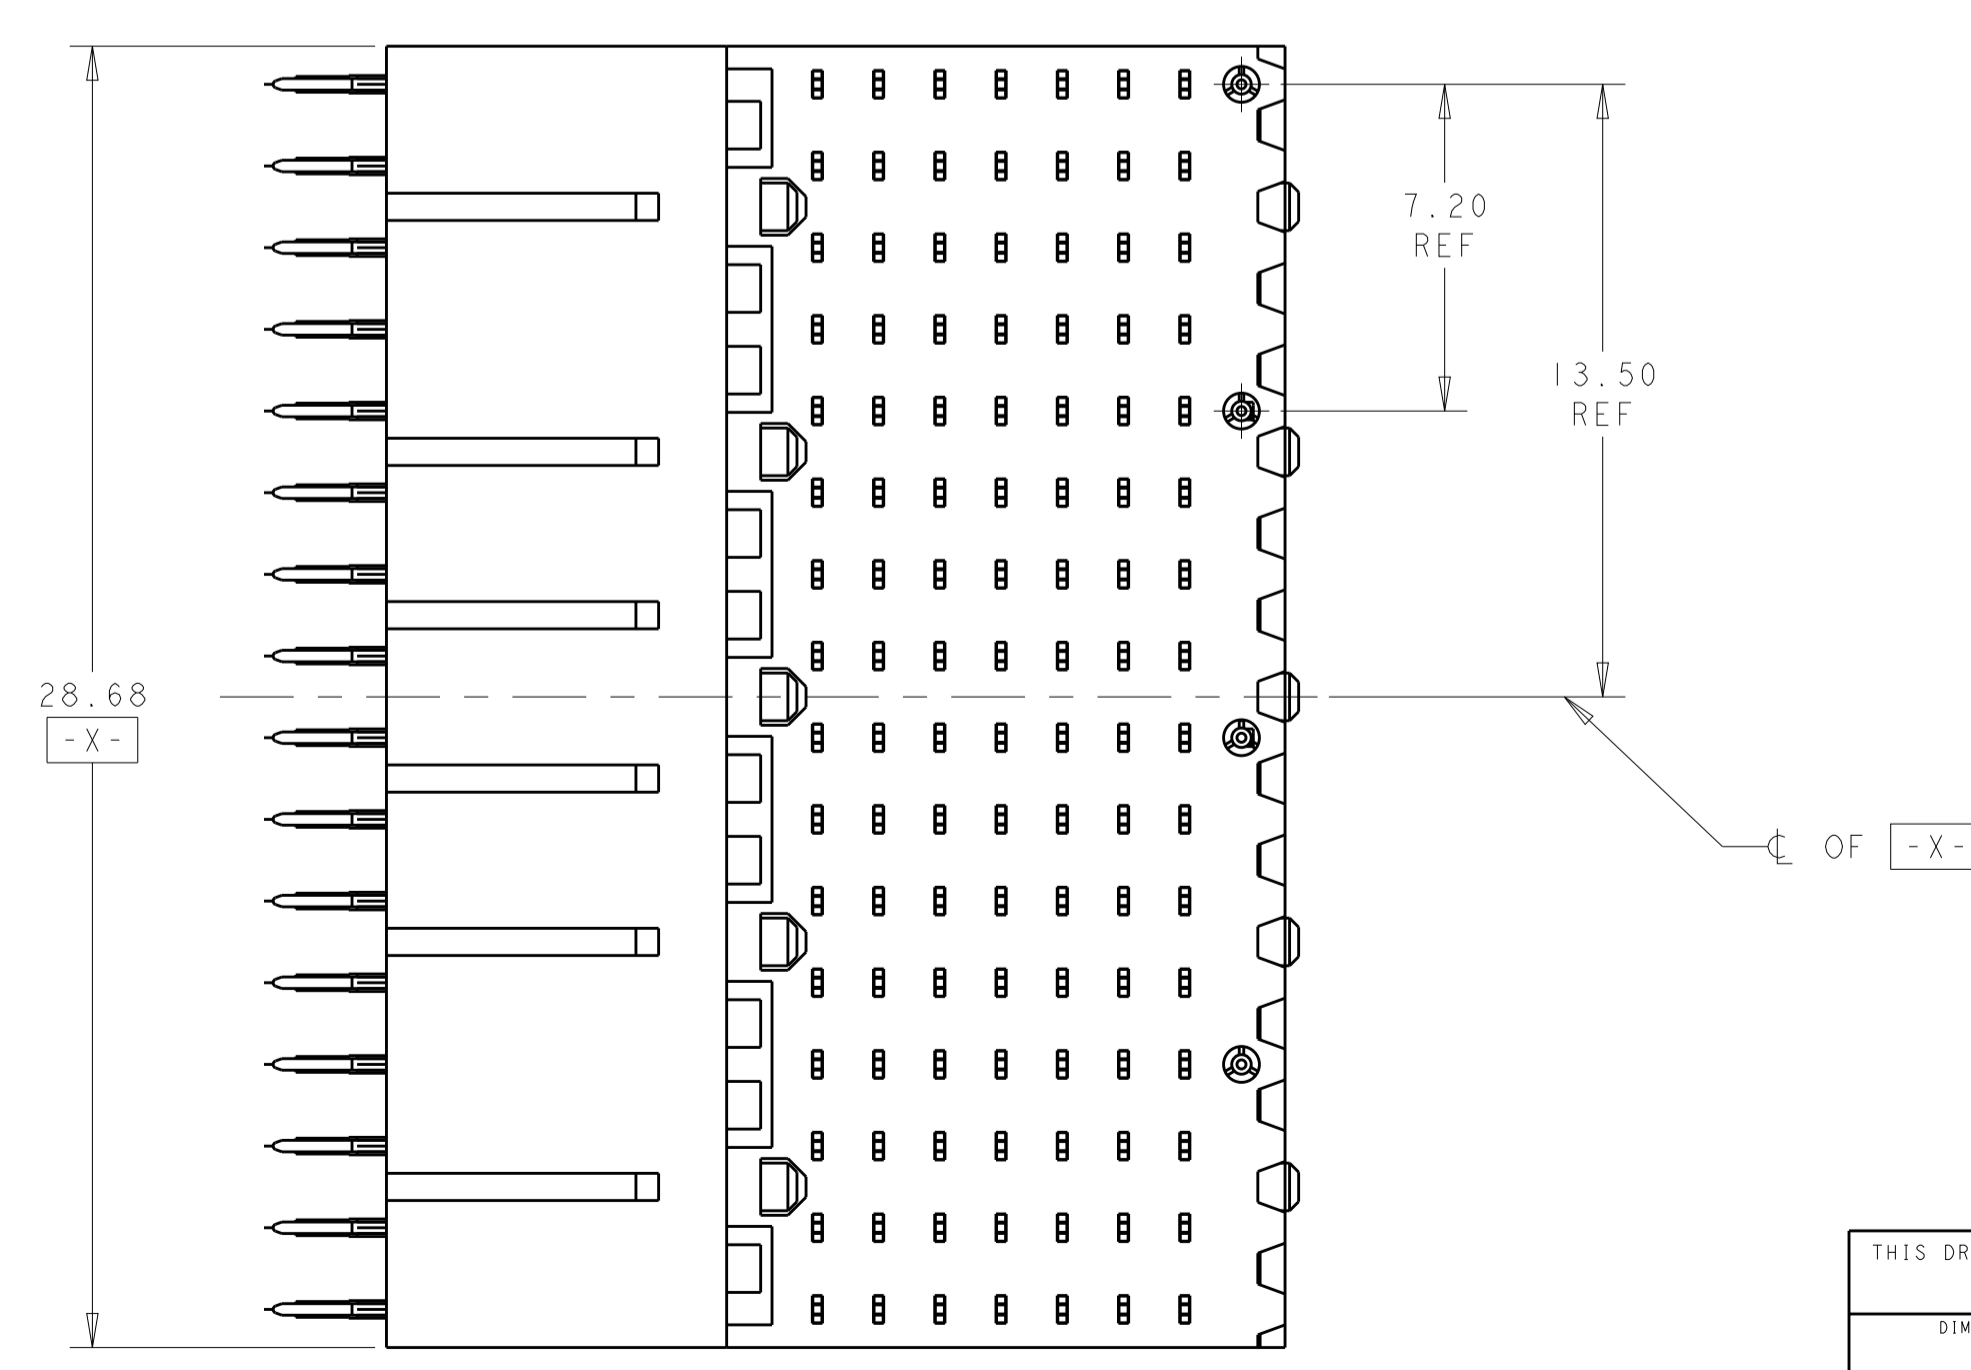 7.20
REF
13.50
REF
28.68
-X-
℄ OF -X-
THIS DR
DIM